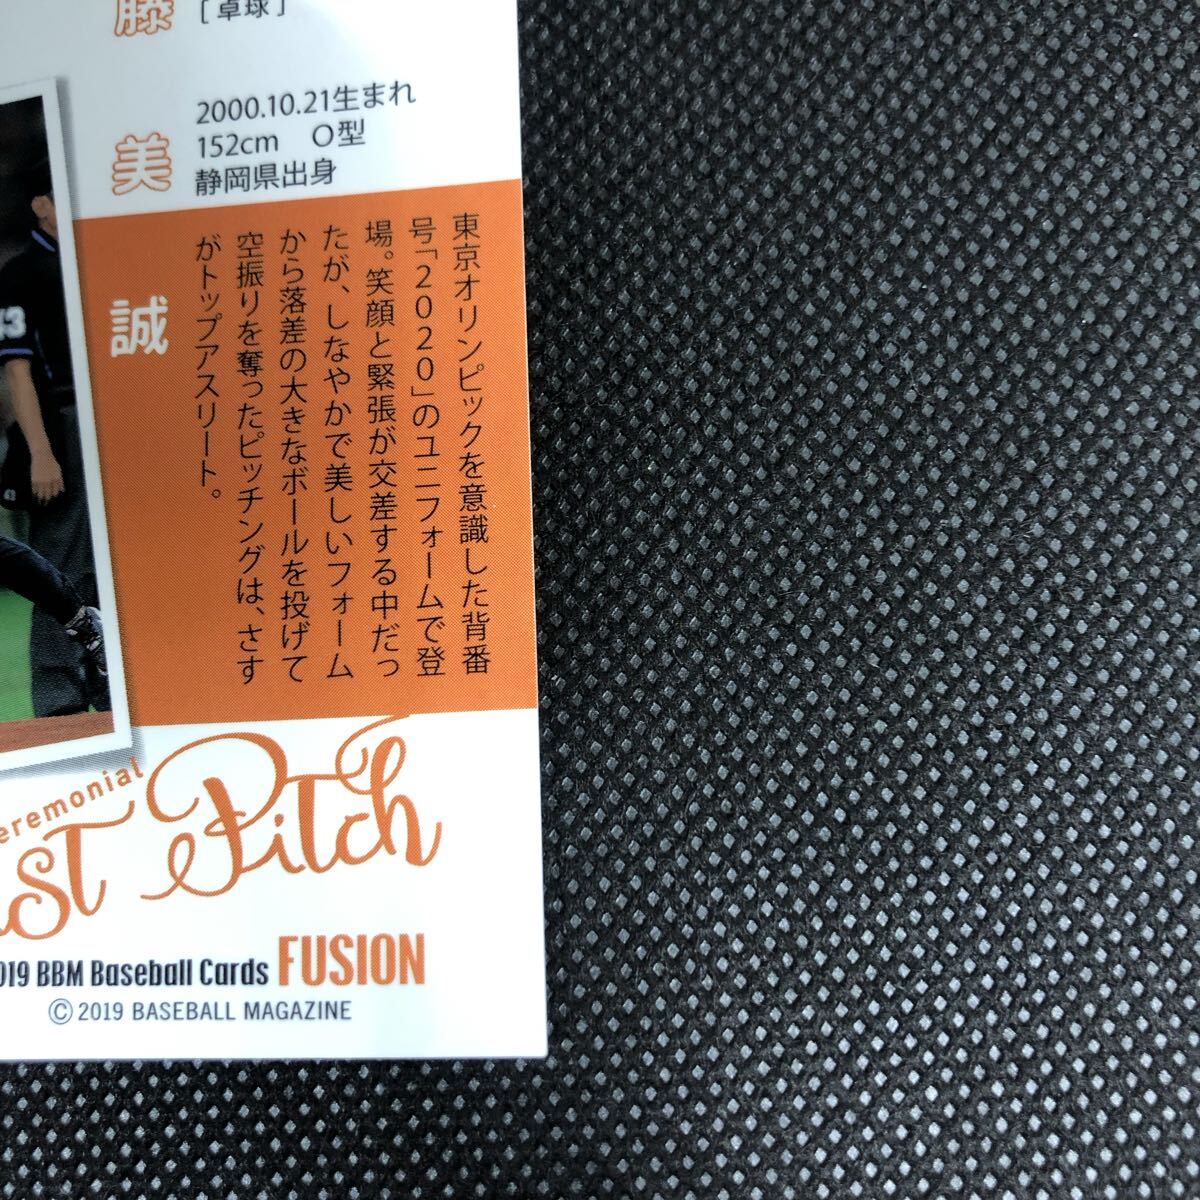 藤
美
誠
[ 卓球 ]
2000.10.21生まれ
152cm O型
静岡県出身
東京オリンピックを意識した背番
号「2020」のユニフォームで登
場。笑顔と緊張が交差する中だっ
たが、しなやかで美しいフォーム
から落差の大きなボールを投げて
空振りを奪ったピッチングは、さす
がトップアスリート。
43
eremonial
st Pitch
019 BBM Baseball Cards FUSION
© 2019 BASEBALL MAGAZINE